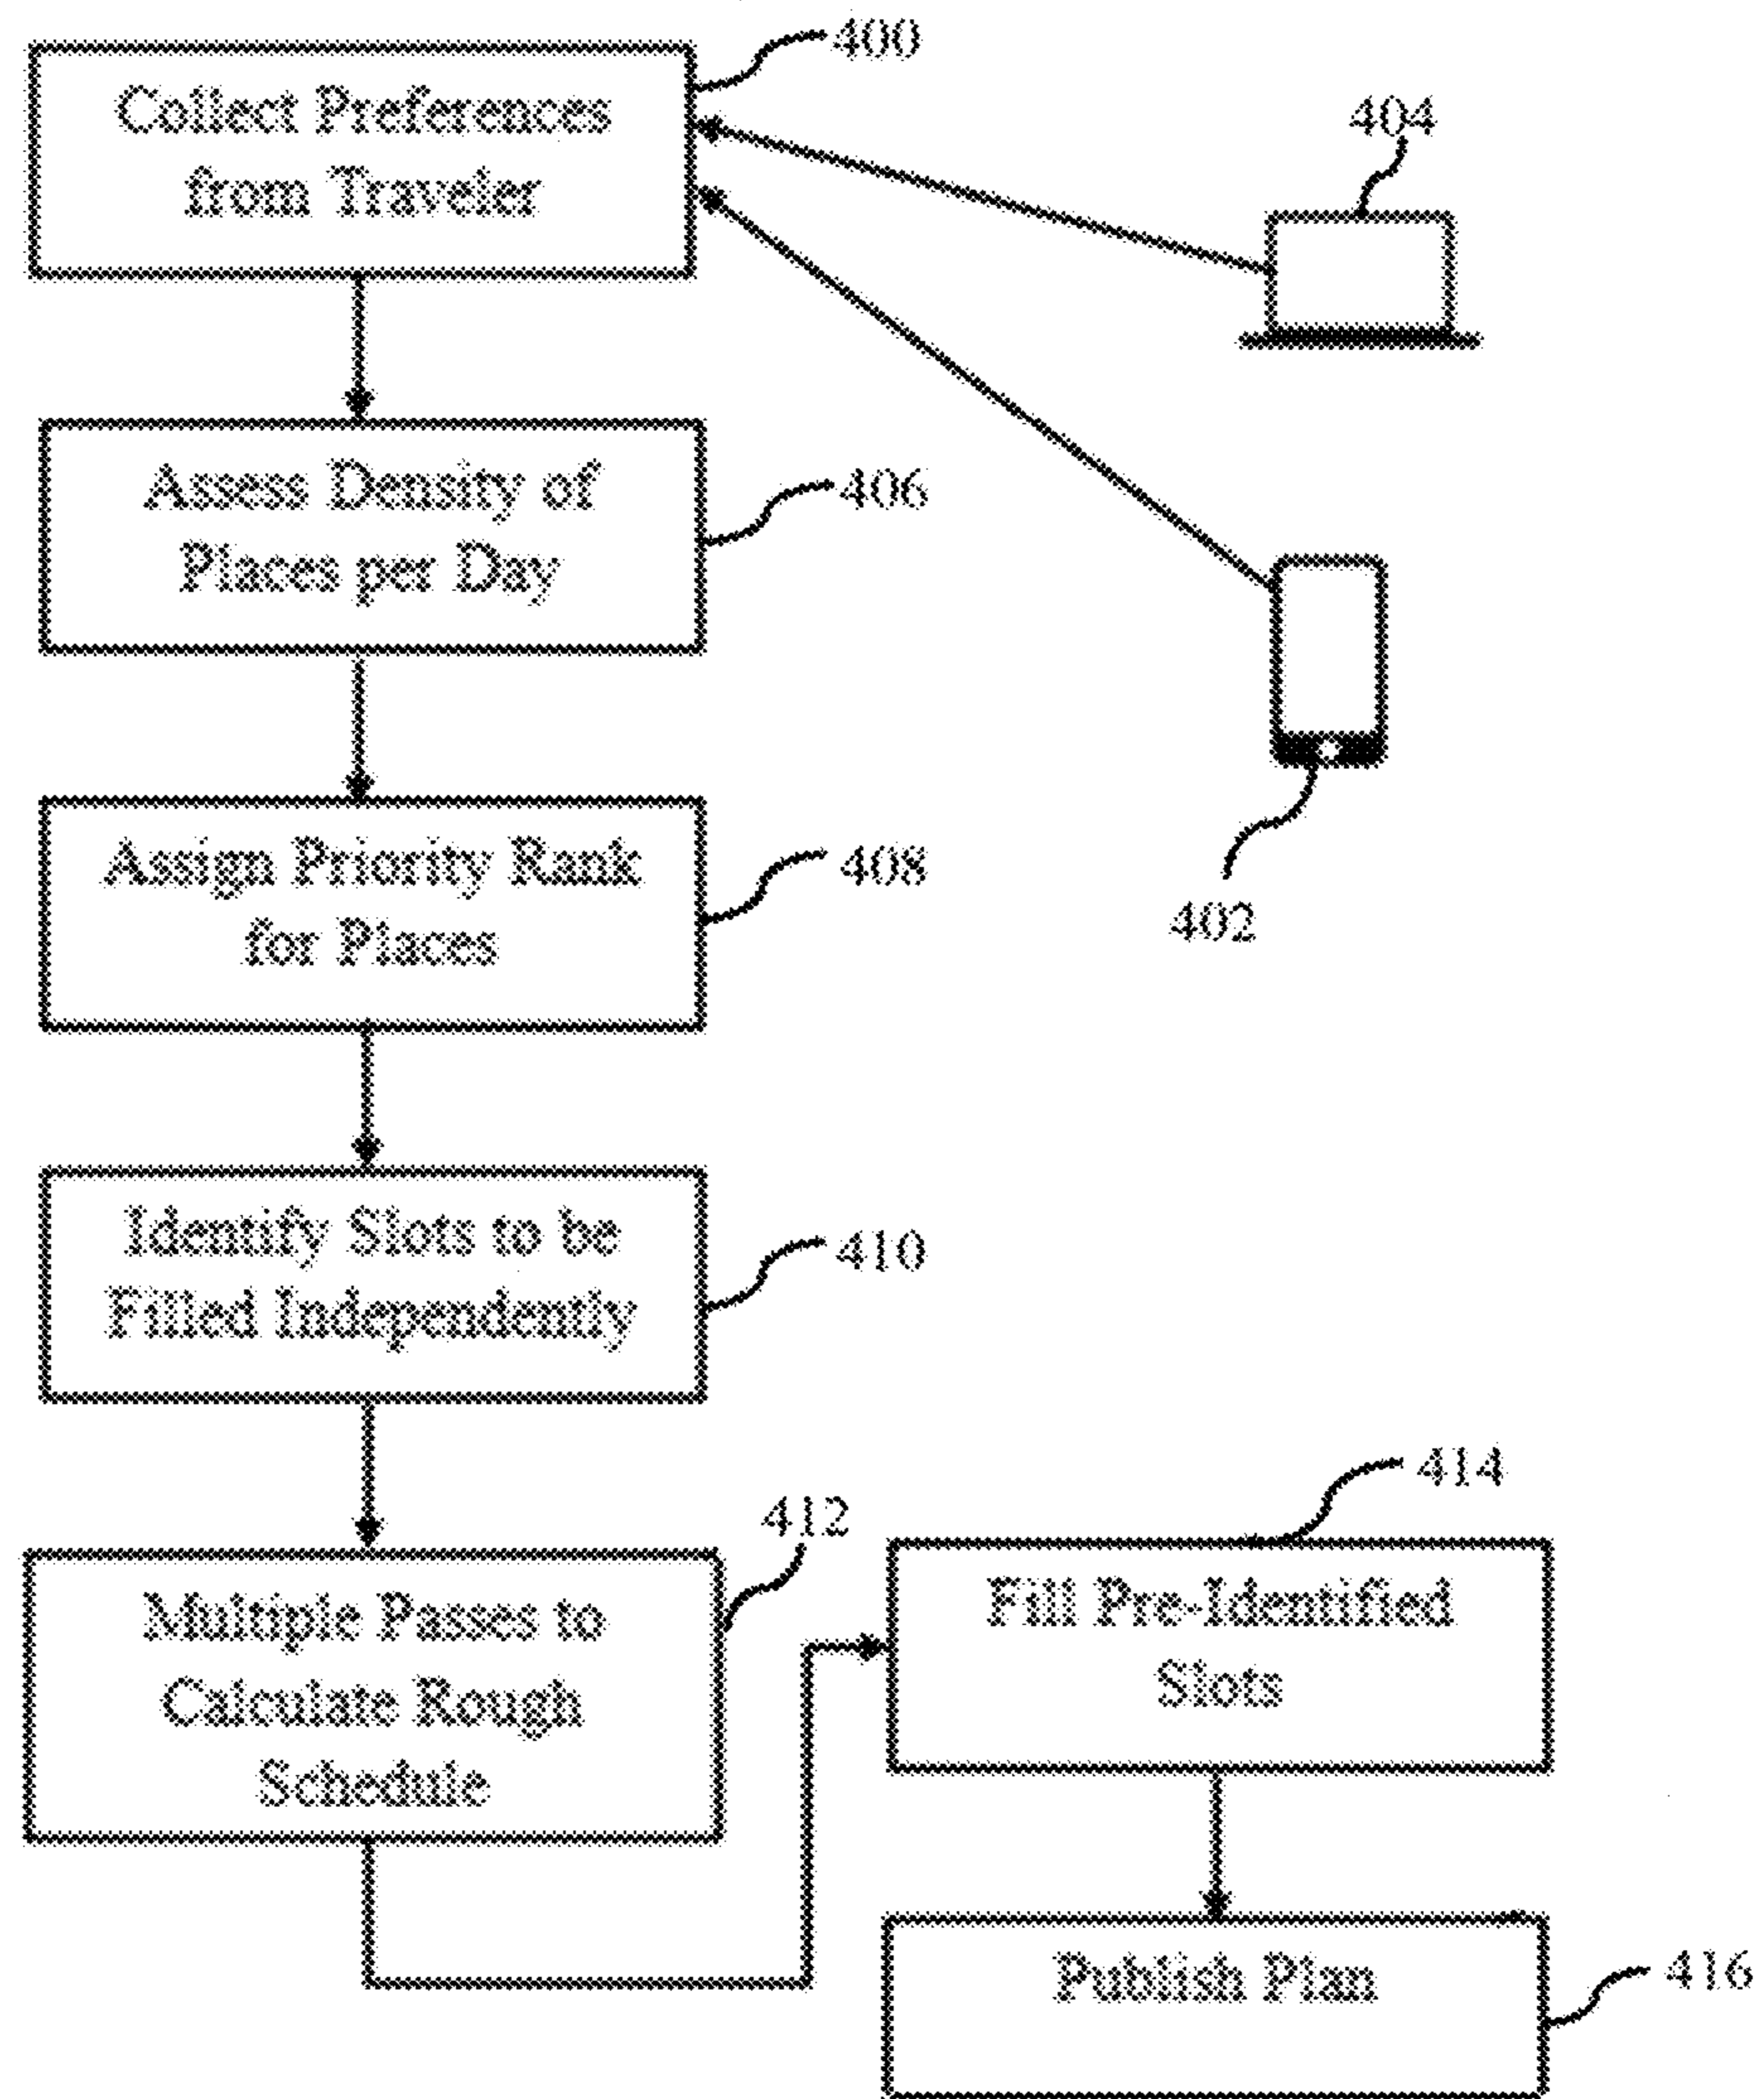 400
Collect Preferences
from Traveler
404
Assess Density of
Places per Day
406
Assign Priority Rank
for Places
408
402
Identify Slots to be
Filled Independently
410
412
Multiple Passes to
Calculate Rough
Schedule
414
Fill Pre-Identified
Slots
Publish Plan
416